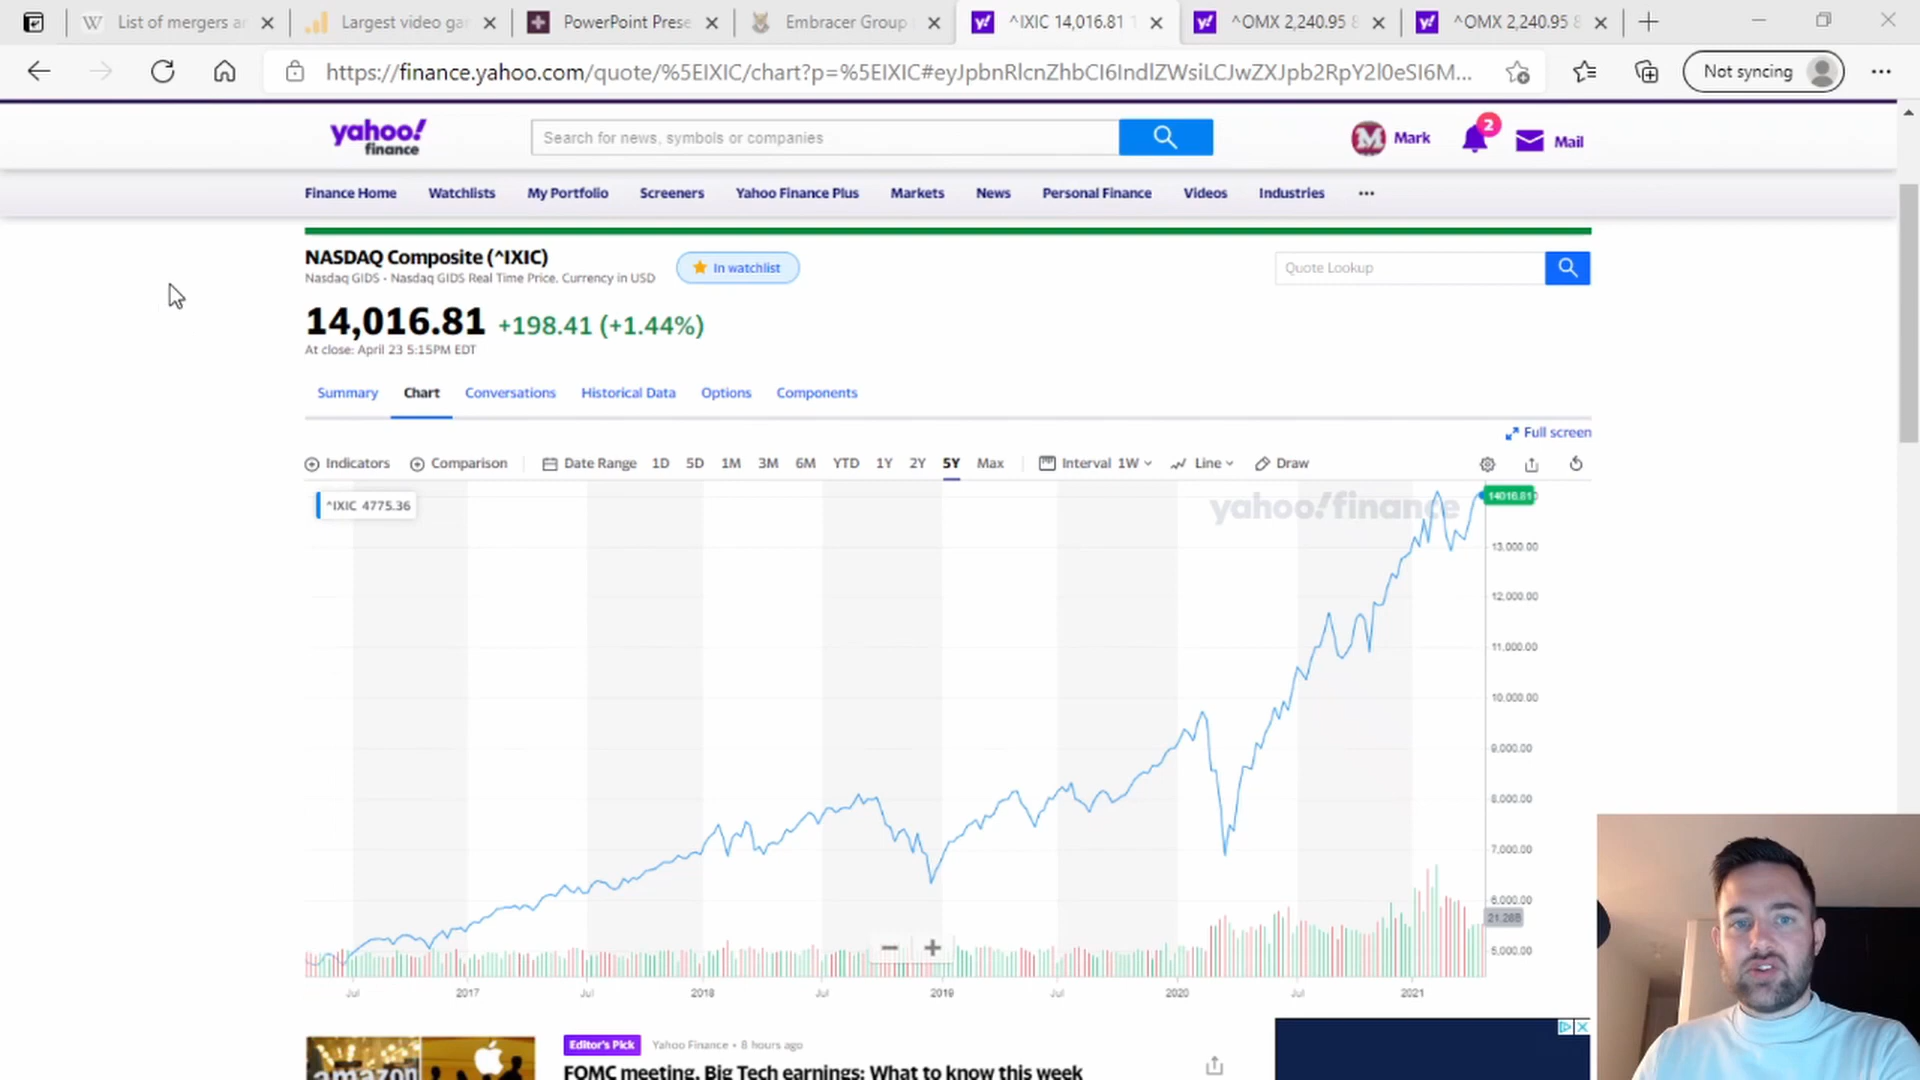 List of mergers a
Largest video ga
PowerPoint Prese
Embracer Group
^IXIC 14,016.81
^OMX 2,240.95
^OMX 2,240.95
https://finance.yahoo.com/quote/%5EIXIC/chart?p=%5EIXIC#eyJpbnRlcnZhbCI6IndlZWsiLCJwZXJpb2RpY2l0eSI6M...
Not syncing
yahoo!
finance
Search for news, symbols or companies
Mark
2
Mail
Finance Home Watchlists My Portfolio Screeners Yahoo Finance Plus Markets News Personal Finance Videos Industries ...
NASDAQ Composite (^IXIC)
Nasdaq GIDS - Nasdaq GIDS Real Time Price. Currency in USD
In watchlist
Quote Lookup
14,016.81 +198.41 (+1.44%)
At close: April 23 5:15PM EDT
Summary Chart Conversations Historical Data Options Components
Full screen
Indicators Comparison Date Range 1D 5D 1M 3M 6M YTD 1Y 2Y 5Y Max Interval 1W Line Draw
^IXIC 4775.36
yahoo!finance
14016.81
13,000.00
12,000.00
11,000.00
10,000.00
9,000.00
8,000.00
7,000.00
6,000.00
21.28B
5,000.00
Jul 2017 Jul 2018 Jul 2019 Jul 2020 Jul 2021
amazon
Editor's Pick Yahoo Finance • 8 hours ago
FOMC meeting, Big Tech earnings: What to know this week